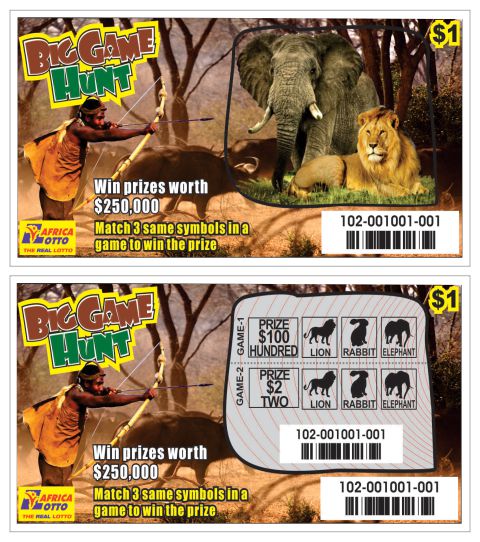 BIG GAME
HUNT
$1
Win prizes worth
$250,000
Match 3 same symbols in a
game to win the prize
AFRICA
LOTTO
THE REAL LOTTO
102-001001-001
BIG GAME
HUNT
$1
GAME-1
PRIZE
$100
HUNDRED
LION
RABBIT
ELEPHANT
GAME-2
PRIZE
$2
TWO
LION
RABBIT
ELEPHANT
102-001001-001
Win prizes worth
$250,000
Match 3 same symbols in a
game to win the prize
AFRICA
LOTTO
THE REAL LOTTO
102-001001-001